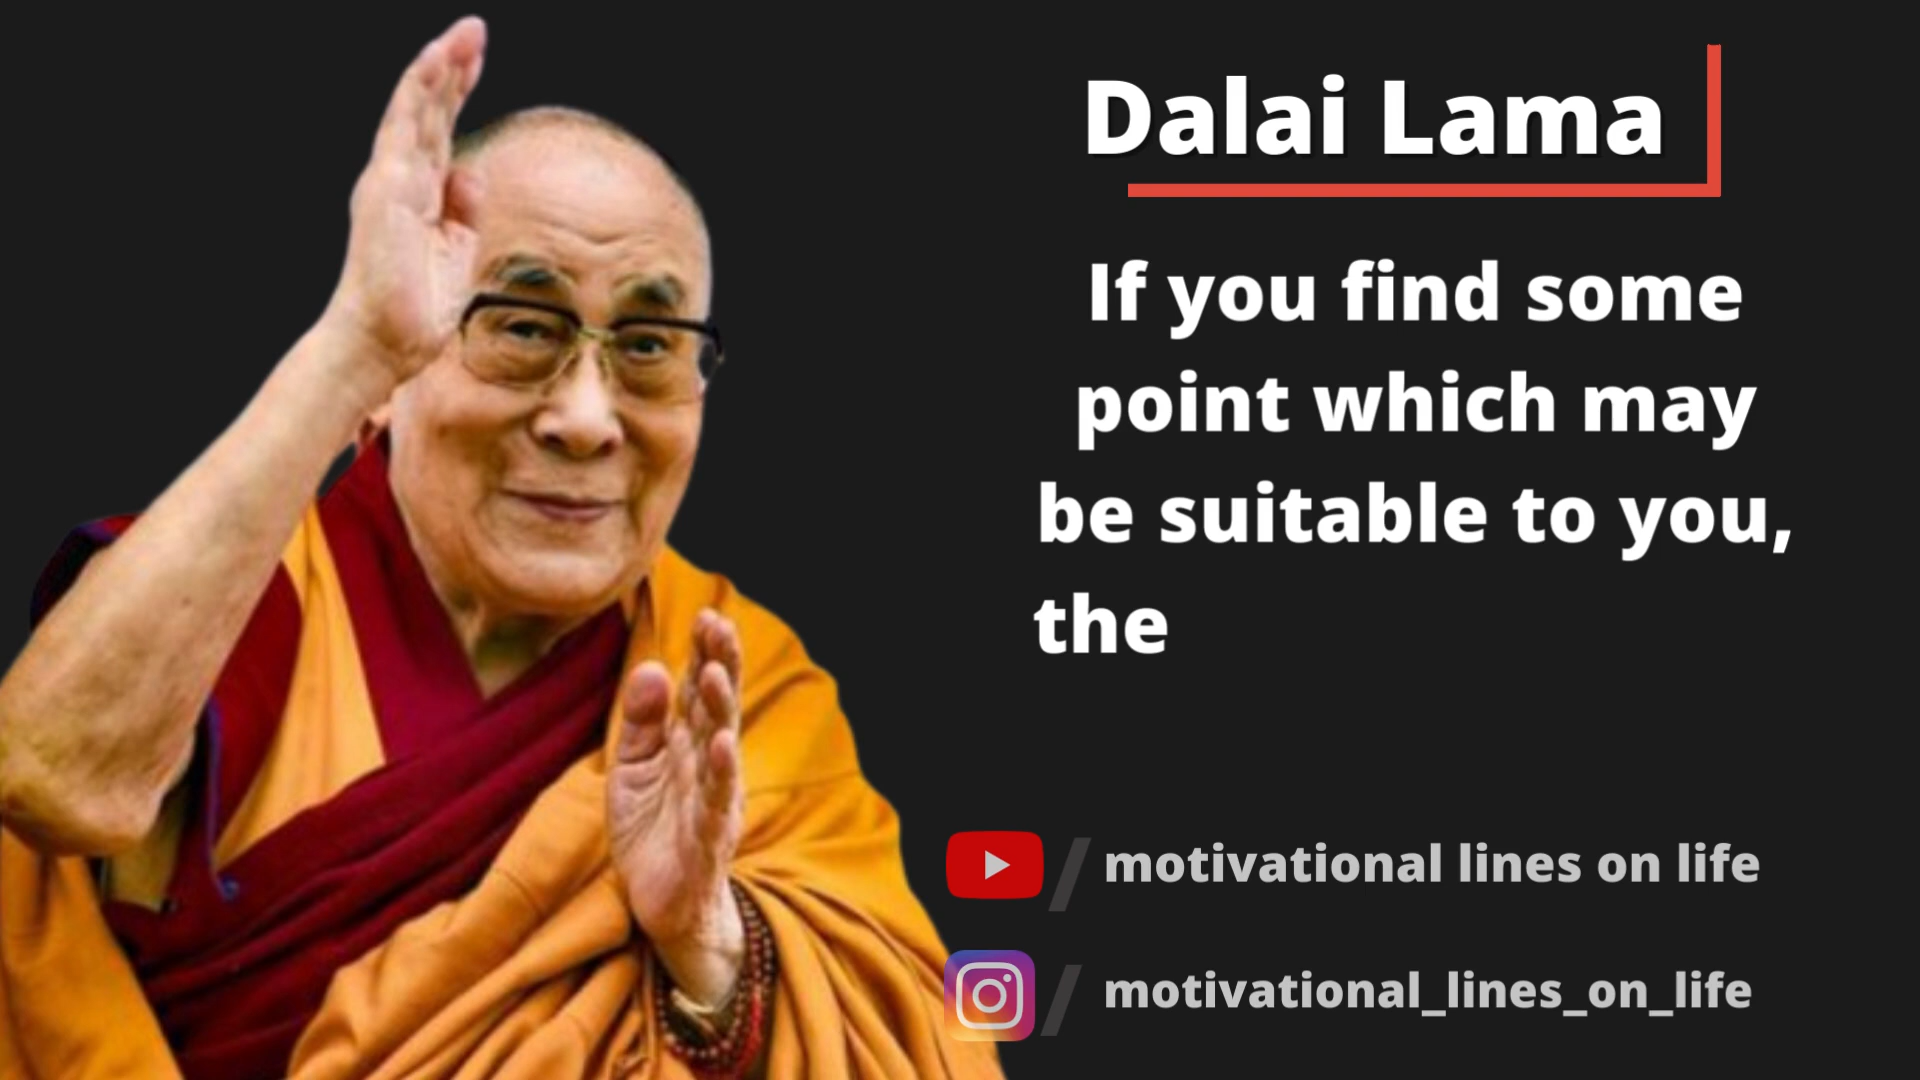 Dalai Lama
If you find some
point which may
be suitable to you,
the
/ motivational lines on life
/ motivational_lines_on_life